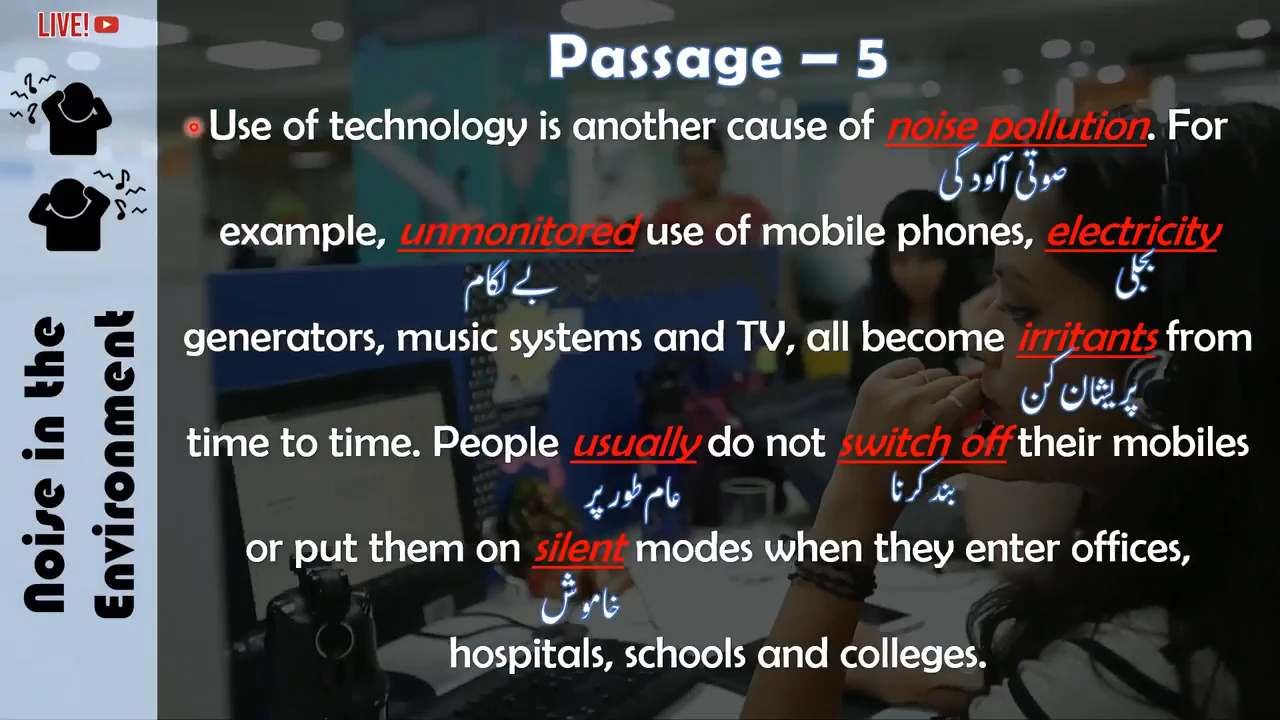 LIVE!
Noise in the
Environment
Passage – 5
Use of technology is another cause of noise pollution. For
صوتی آلودگی
example, unmonitored use of mobile phones, electricity
بے لگام بجلی
generators, music systems and TV, all become irritants from
پریشان کن
time to time. People usually do not switch off their mobiles
عام طور پر بند کرنا
or put them on silent modes when they enter offices,
خاموش
hospitals, schools and colleges.